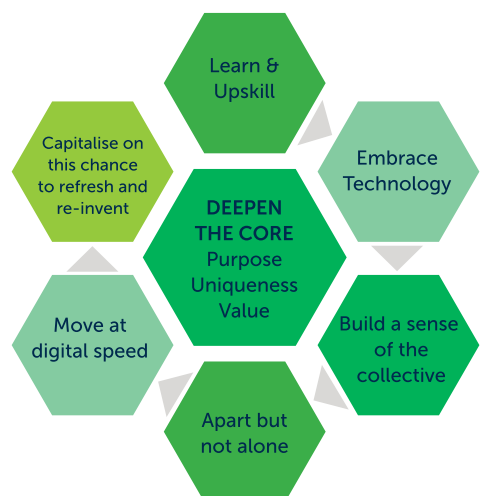 Learn &
Upskill
Embrace
Technology
Build a sense
of the
collective
Apart but
not alone
Move at
digital speed
Capitalise on
this chance
to refresh and
re-invent
DEEPEN
THE CORE
Purpose
Uniqueness
Value